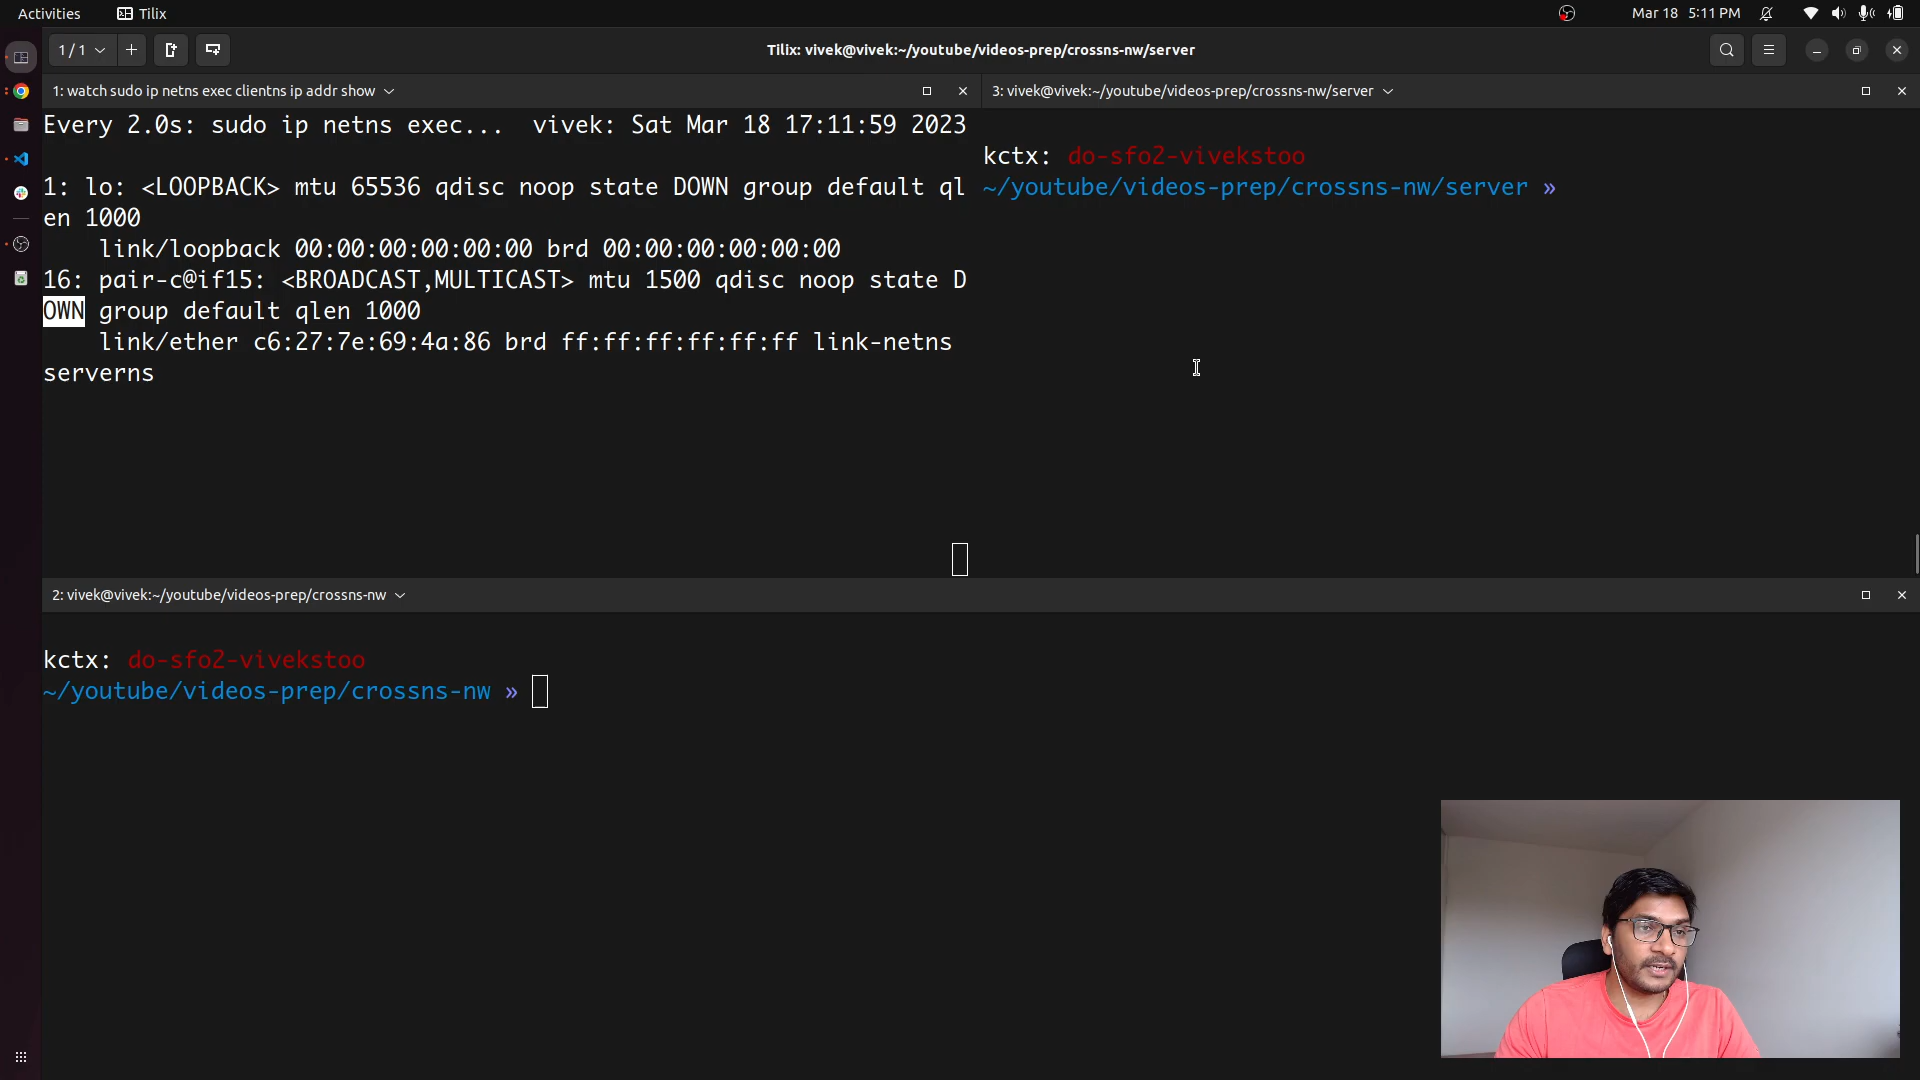 Activities
Tilix
Mar 18 5:11 PM
1 / 1
Tilix: vivek@vivek:~/youtube/videos-prep/crossns-nw/server
1: watch sudo ip netns exec clientns ip addr show
Every 2.0s: sudo ip netns exec... vivek: Sat Mar 18 17:11:59 2023
1: lo: <LOOPBACK> mtu 65536 qdisc noop state DOWN group default ql
en 1000
link/loopback 00:00:00:00:00:00 brd 00:00:00:00:00:00
16: pair-c@if15: <BROADCAST,MULTICAST> mtu 1500 qdisc noop state D
OWN group default qlen 1000
link/ether c6:27:7e:69:4a:86 brd ff:ff:ff:ff:ff:ff link-netns
serverns
3: vivek@vivek:~/youtube/videos-prep/crossns-nw/server
kctx: do-sfo2-vivekstoo
~/youtube/videos-prep/crossns-nw/server »
2: vivek@vivek:~/youtube/videos-prep/crossns-nw
kctx: do-sfo2-vivekstoo
~/youtube/videos-prep/crossns-nw »